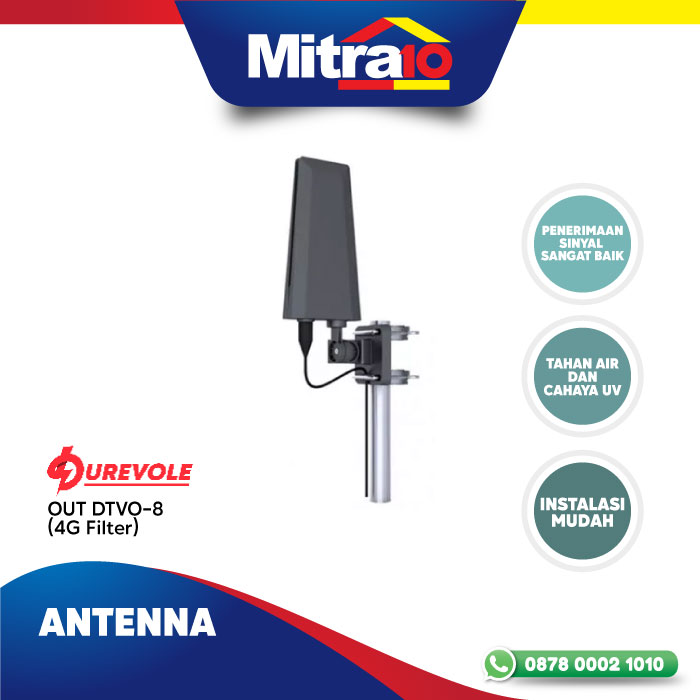 Mitra10
PENERIMAAN
SINYAL
SANGAT BAIK
TAHAN AIR
DAN
CAHAYA UV
DUREVOLE
OUT DTVO-8
(4G Filter)
INSTALASI
MUDAH
ANTENNA
0878 0002 1010